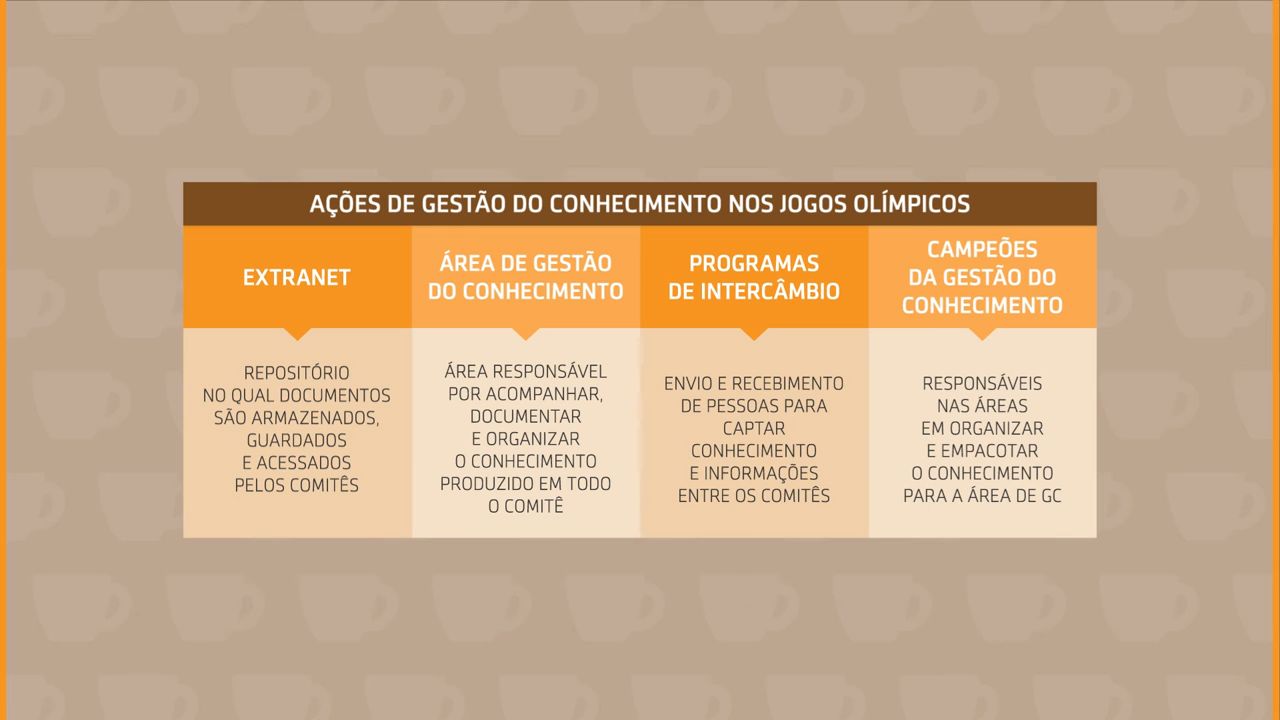 AÇÕES DE GESTÃO DO CONHECIMENTO NOS JOGOS OLÍMPICOS
EXTRANET
REPOSITÓRIO
NO QUAL DOCUMENTOS
SÃO ARMAZENADOS,
GUARDADOS
E ACESSADOS
PELOS COMITÊS
ÁREA DE GESTÃO
DO CONHECIMENTO
ÁREA RESPONSÁVEL
POR ACOMPANHAR,
DOCUMENTAR
E ORGANIZAR
O CONHECIMENTO
PRODUZIDO EM TODO
O COMITÊ
PROGRAMAS
DE INTERCÂMBIO
ENVIO E RECEBIMENTO
DE PESSOAS PARA
CAPTAR
CONHECIMENTO
E INFORMAÇÕES
ENTRE OS COMITÊS
CAMPEÕES
DA GESTÃO DO
CONHECIMENTO
RESPONSÁVEIS
NAS ÁREAS
EM ORGANIZAR
E EMPACOTAR
O CONHECIMENTO
PARA A ÁREA DE GC